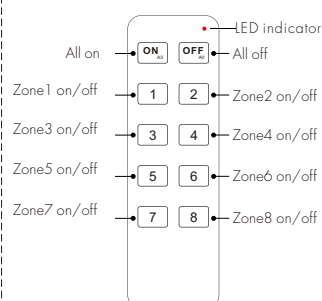 LED indicator
All on ON All OFF All All off
Zone1 on/off 1 2 Zone2 on/off
Zone3 on/off 3 4 Zone4 on/off
Zone5 on/off 5 6 Zone6 on/off
Zone7 on/off 7 8 Zone8 on/off